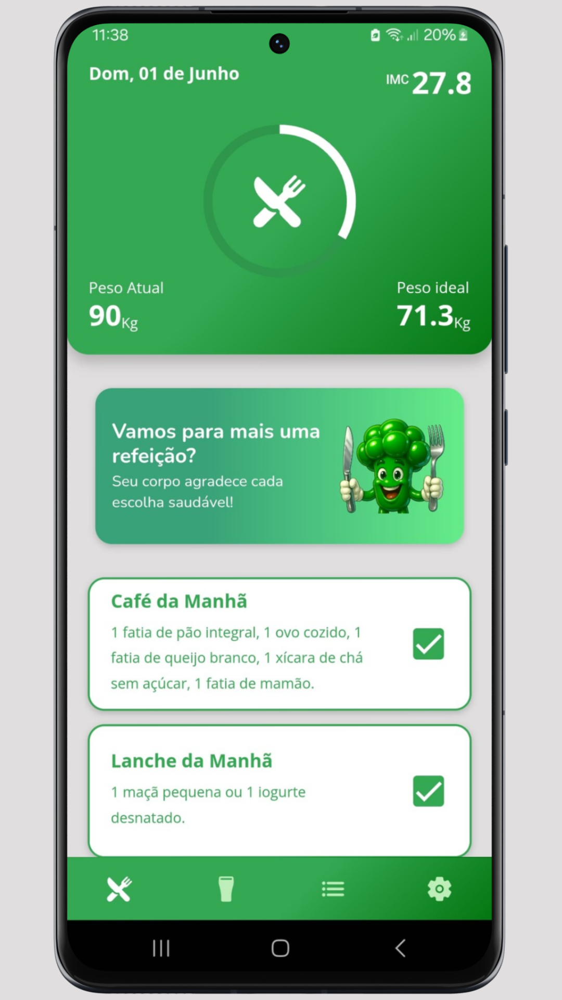 11:38
20%
Dom, 01 de Junho
IMC 27.8
Peso Atual
90Kg
Peso ideal
71.3Kg
Vamos para mais uma
refeição?
Seu corpo agradece cada
escolha saudável!
Café da Manhã
1 fatia de pão integral, 1 ovo cozido, 1
fatia de queijo branco, 1 xícara de chá
sem açúcar, 1 fatia de mamão.
Lanche da Manhã
1 maçã pequena ou 1 iogurte
desnatado.